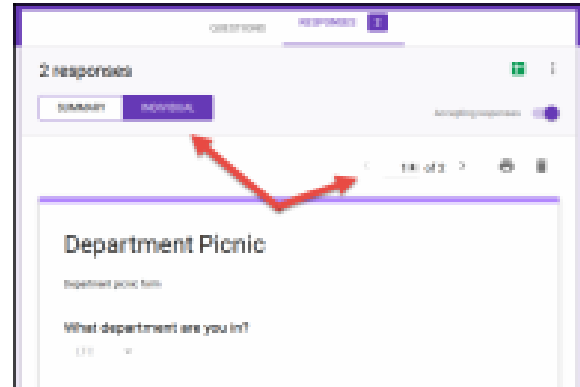 QUESTIONS RESPONSES 2
2 responses
SUMMARY INDIVIDUAL
Accepting responses
of 2
Department Picnic
Department picnic form
What department are you in?